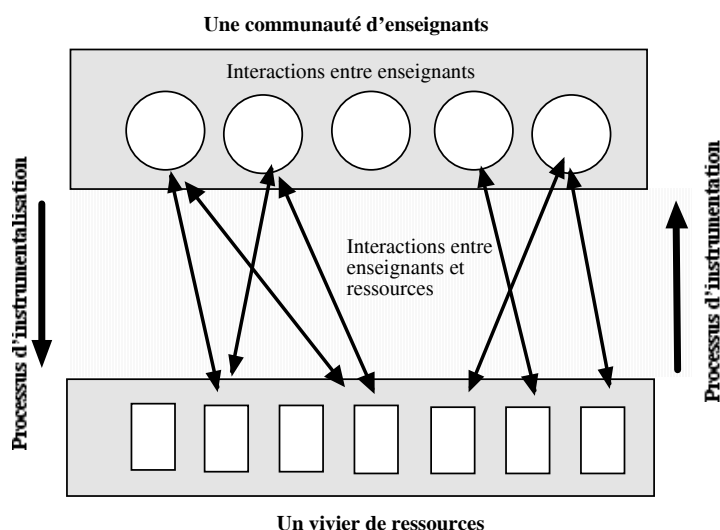 Une communauté d’enseignants
Interactions entre enseignants
Processus d’instrumentalisation
Interactions entre
enseignants et
ressources
Processus d’instrumentation
Un vivier de ressources